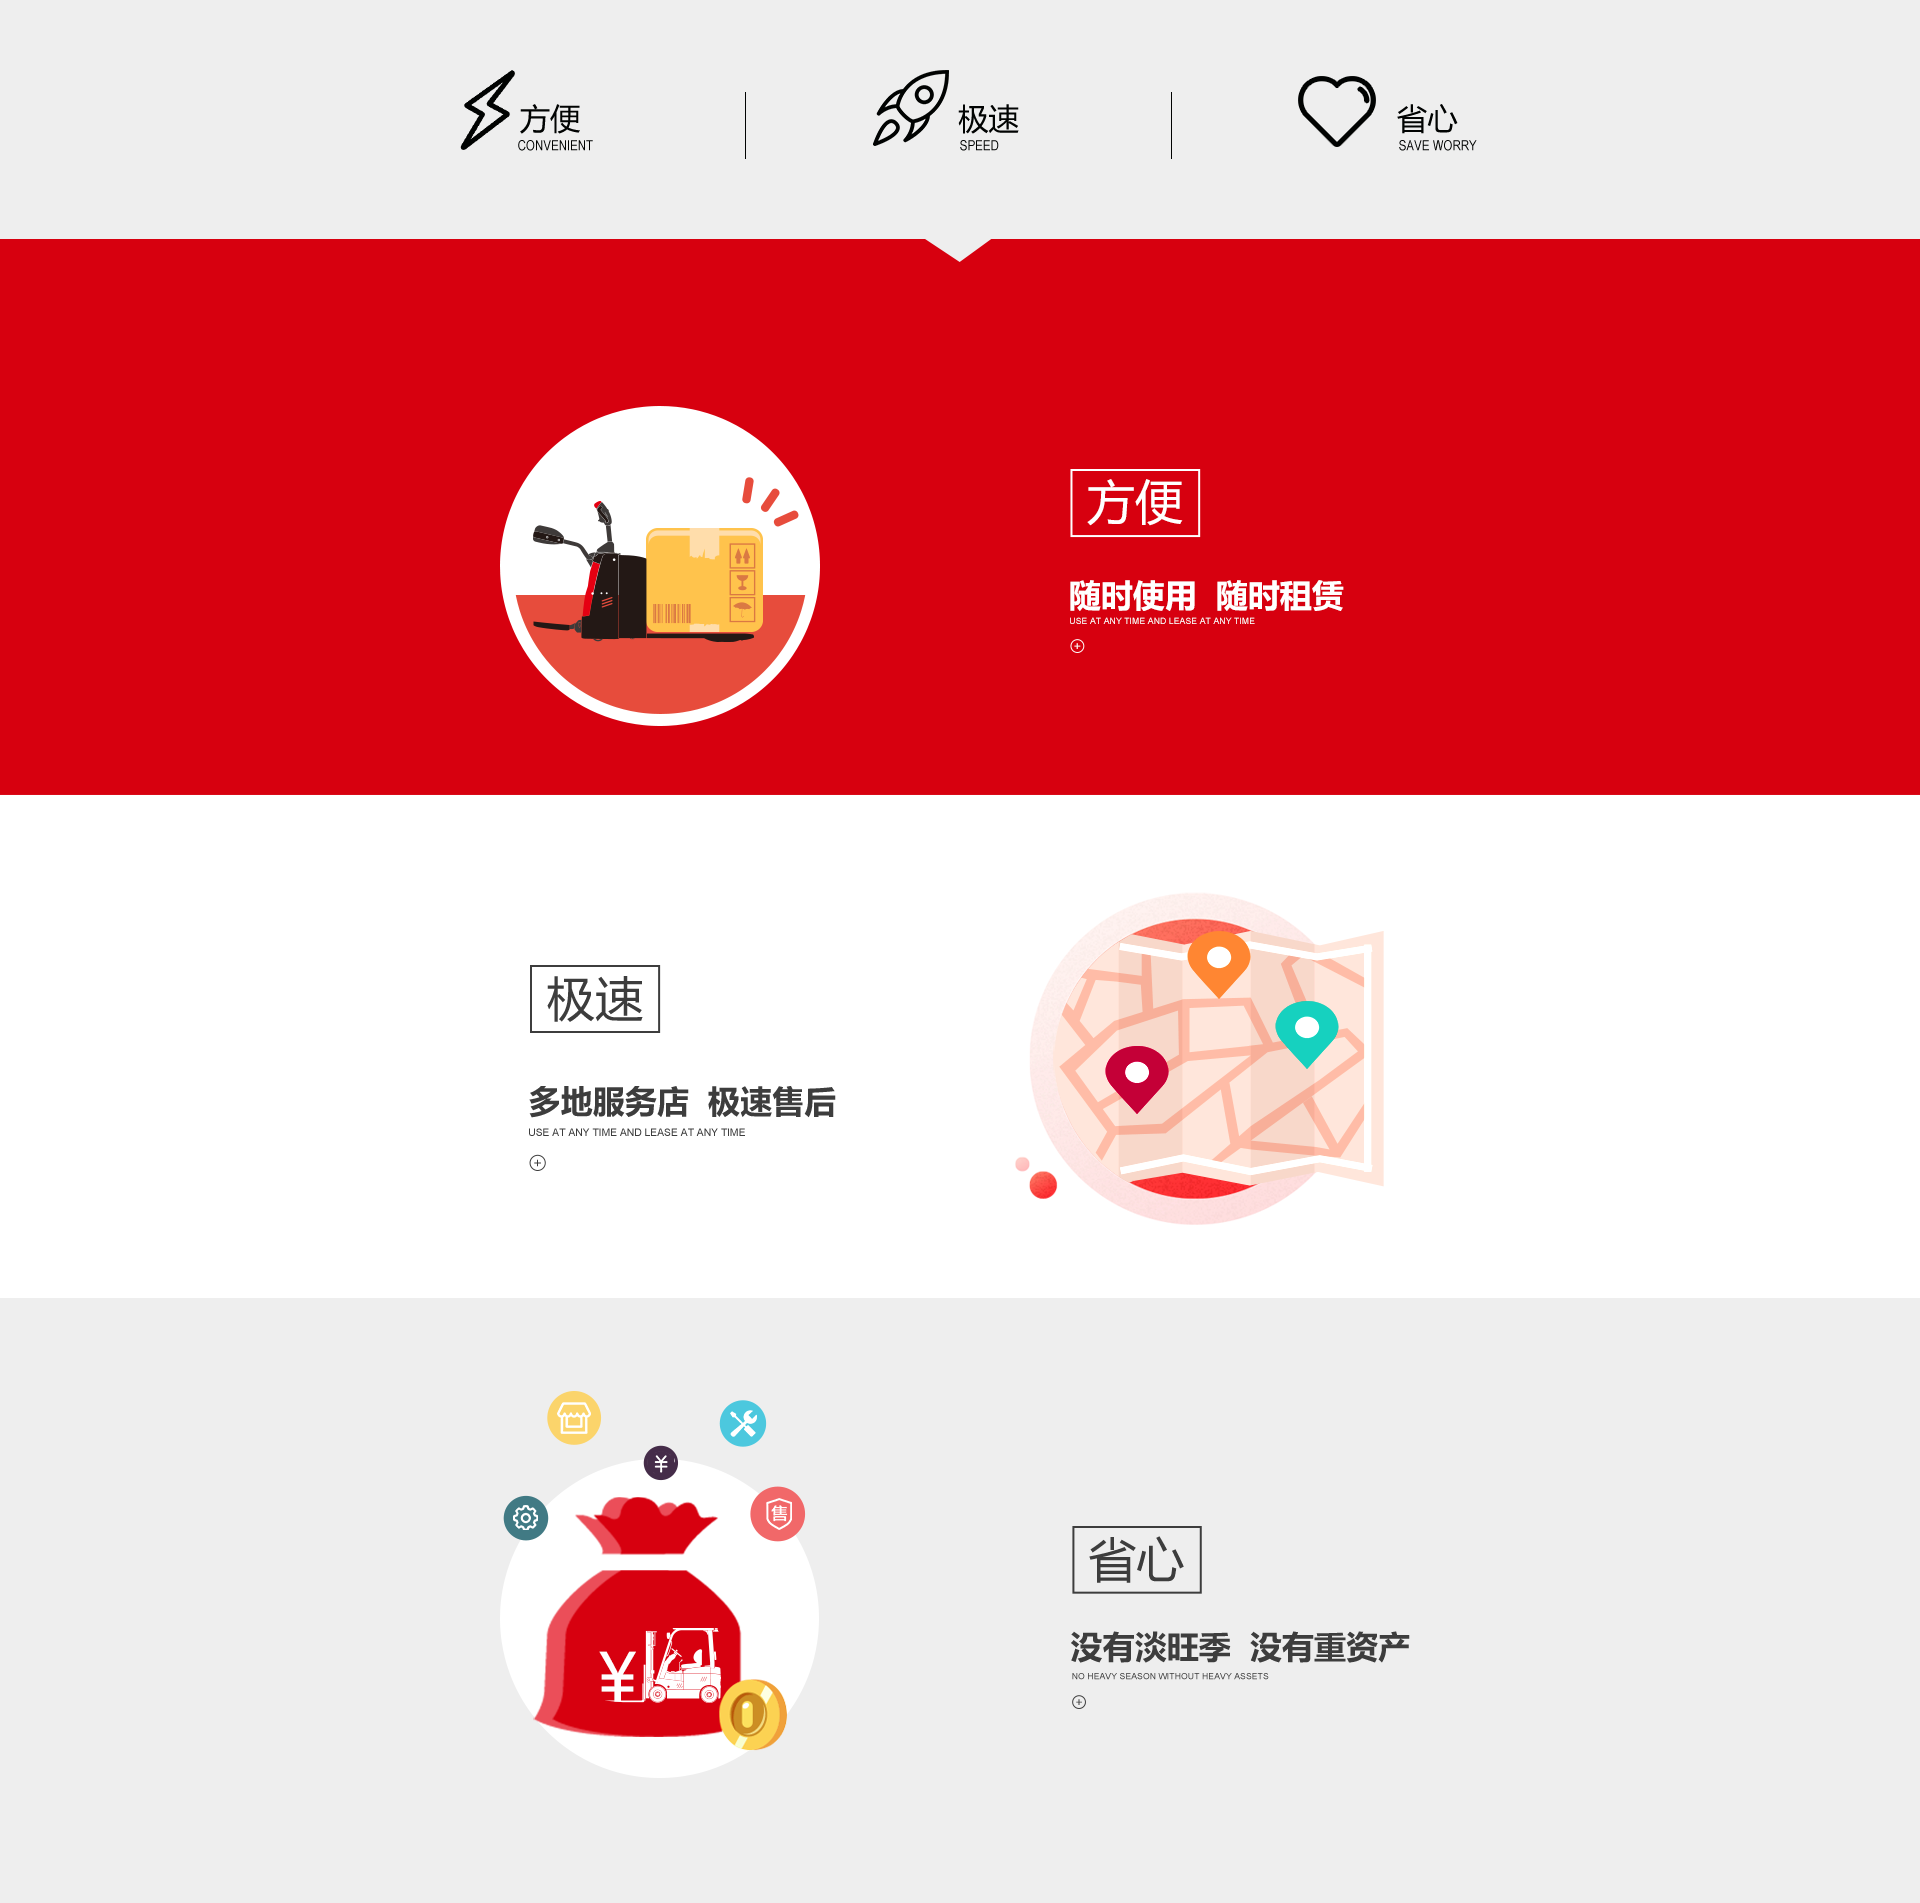 方便
CONVENIENT
极速
SPEED
省心
SAVE WORRY
方便
随时使用 随时租赁
USE AT ANY TIME AND LEASE AT ANY TIME
极速
多地服务店 极速售后
USE AT ANY TIME AND LEASE AT ANY TIME
¥
售
¥
省心
没有淡旺季 没有重资产
NO HEAVY SEASON WITHOUT HEAVY ASSETS